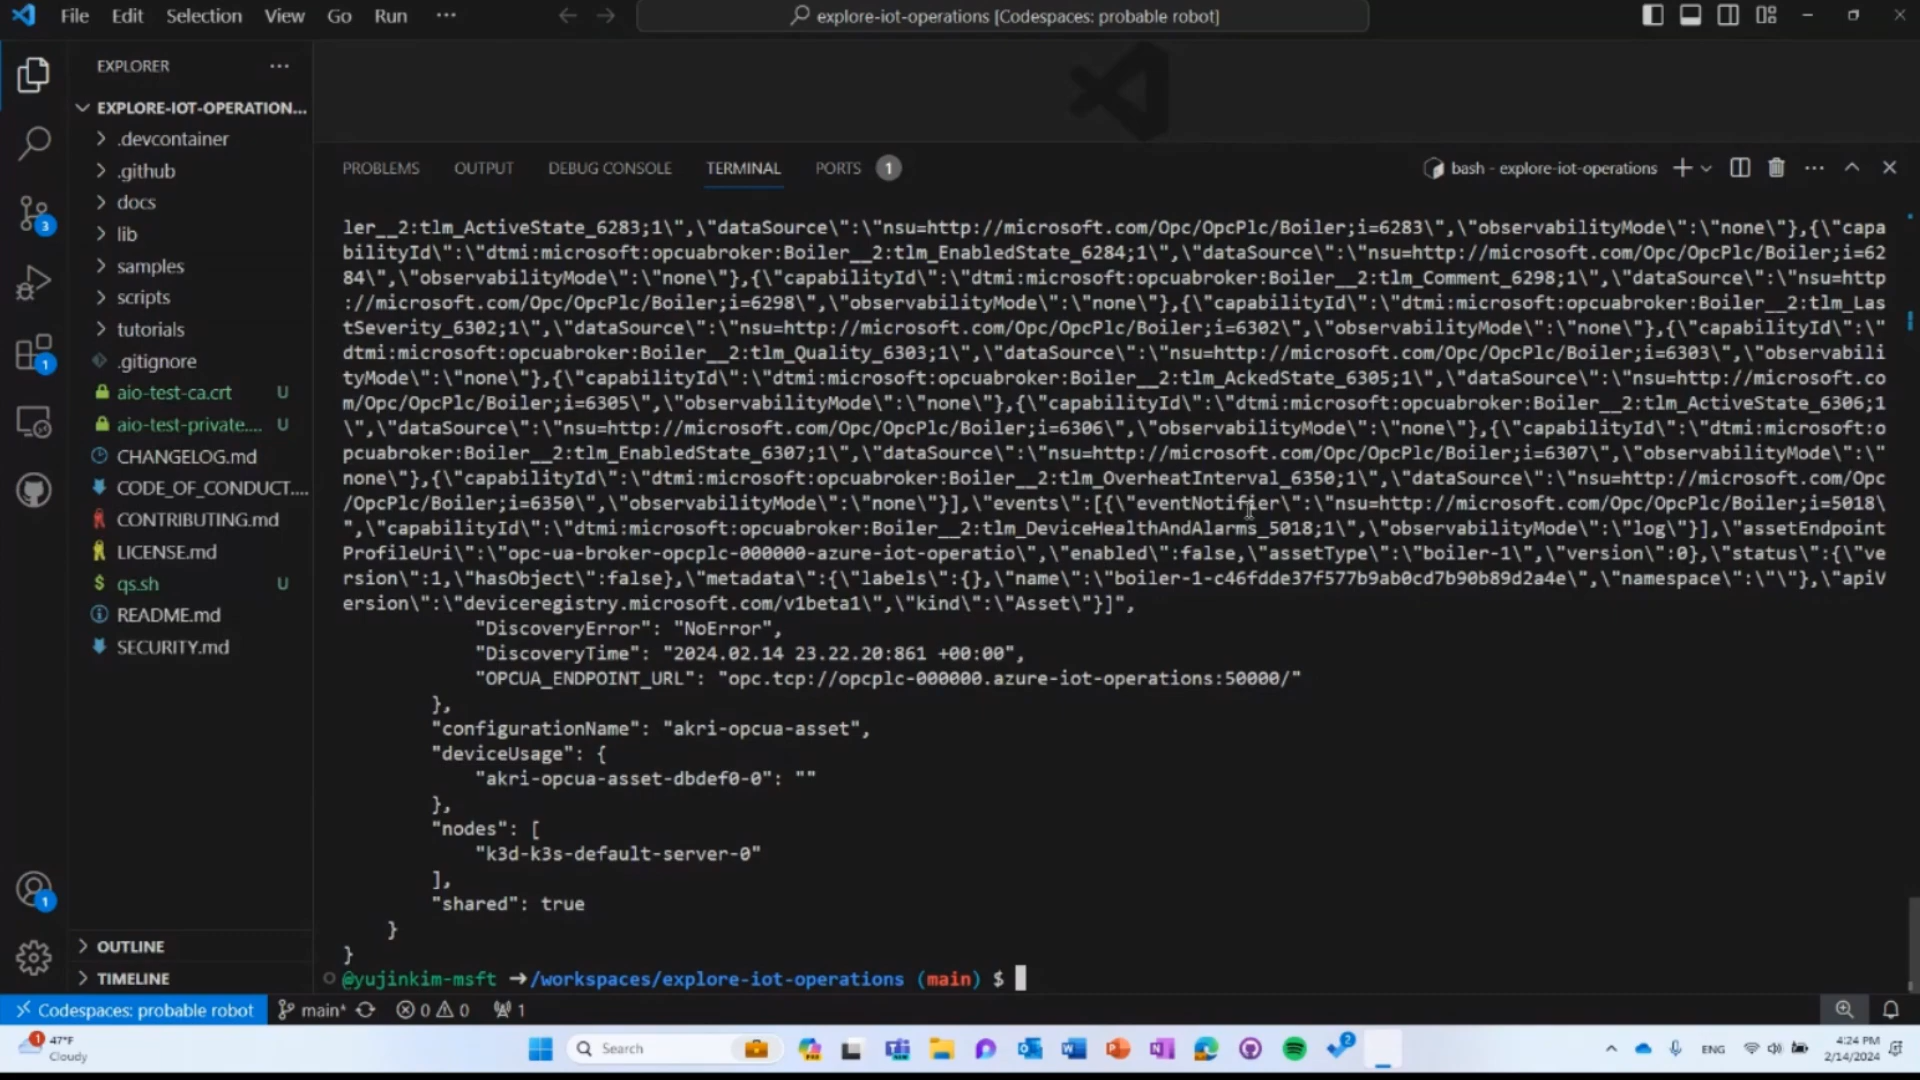 File Edit Selection View Go Run ···
explore-iot-operations [Codespaces: probable robot]
EXPLORER ···
EXPLORE-IOT-OPERATION...
.devcontainer
.github
docs
lib
samples
scripts
tutorials
.gitignore
aio-test-ca.crt U
aio-test-private.... U
CHANGELOG.md
CODE_OF_CONDUCT....
CONTRIBUTING.md
LICENSE.md
$ qs.sh U
README.md
SECURITY.md
OUTLINE
TIMELINE
3
1
1
PROBLEMS OUTPUT DEBUG CONSOLE TERMINAL PORTS 1
bash - explore-iot-operations
ler__2:tlm_ActiveState_6283;1\",\"dataSource\":\"nsu=http://microsoft.com/Opc/OpcPlc/Boiler;i=6283\",\"observabilityMode\":\"none\"},{\"capa
bilityId\":\"dtmi:microsoft:opcuabroker:Boiler__2:tlm_EnabledState_6284;1\",\"dataSource\":\"nsu=http://microsoft.com/Opc/OpcPlc/Boiler;i=62
84\",\"observabilityMode\":\"none\"},{\"capabilityId\":\"dtmi:microsoft:opcuabroker:Boiler__2:tlm_Comment_6298;1\",\"dataSource\":\"nsu=http
://microsoft.com/Opc/OpcPlc/Boiler;i=6298\",\"observabilityMode\":\"none\"},{\"capabilityId\":\"dtmi:microsoft:opcuabroker:Boiler__2:tlm_Las
tSeverity_6302;1\",\"dataSource\":\"nsu=http://microsoft.com/Opc/OpcPlc/Boiler;i=6302\",\"observabilityMode\":\"none\"},{\"capabilityId\":\"
dtmi:microsoft:opcuabroker:Boiler__2:tlm_Quality_6303;1\",\"dataSource\":\"nsu=http://microsoft.com/Opc/OpcPlc/Boiler;i=6303\",\"observabili
tyMode\":\"none\"},{\"capabilityId\":\"dtmi:microsoft:opcuabroker:Boiler__2:tlm_AckedState_6305;1\",\"dataSource\":\"nsu=http://microsoft.co
m/Opc/OpcPlc/Boiler;i=6305\",\"observabilityMode\":\"none\"},{\"capabilityId\":\"dtmi:microsoft:opcuabroker:Boiler__2:tlm_ActiveState_6306;1
\",\"dataSource\":\"nsu=http://microsoft.com/Opc/OpcPlc/Boiler;i=6306\",\"observabilityMode\":\"none\"},{\"capabilityId\":\"dtmi:microsoft:o
pcuabroker:Boiler__2:tlm_EnabledState_6307;1\",\"dataSource\":\"nsu=http://microsoft.com/Opc/OpcPlc/Boiler;i=6307\",\"observabilityMode\":\"
none\"},{\"capabilityId\":\"dtmi:microsoft:opcuabroker:Boiler__2:tlm_OverheatInterval_6350;1\",\"dataSource\":\"nsu=http://microsoft.com/Opc
/OpcPlc/Boiler;i=6350\",\"observabilityMode\":\"none\"}],\"events\":[{\"eventNotifier\":\"nsu=http://microsoft.com/Opc/OpcPlc/Boiler;i=5018\
",\"capabilityId\":\"dtmi:microsoft:opcuabroker:Boiler__2:tlm_DeviceHealthAndAlarms_5018;1\",\"observabilityMode\":\"log\"}],\"assetEndpoint
ProfileUri\":\"opc-ua-broker-opcplc-000000-azure-iot-operatio\",\"enabled\":false,\"assetType\":\"boiler-1\",\"version\":0},\"status\":{\"ve
rsion\":1,\"hasObject\":false},\"metadata\":{\"labels\":{},\"name\":\"boiler-1-c46fdde37f577b9ab0cd7b90b89d2a4e\",\"namespace\":\"\"},\"apiV
ersion\":\"deviceregistry.microsoft.com/v1beta1\",\"kind\":\"Asset\"}]",
"DiscoveryError": "NoError",
"DiscoveryTime": "2024.02.14 23.22.20:861 +00:00",
"OPCUA_ENDPOINT_URL": "opc.tcp://opcplc-000000.azure-iot-operations:50000/"
},
"configurationName": "akri-opcua-asset",
"deviceUsage": {
"akri-opcua-asset-dbdef0-0": ""
},
"nodes": [
"k3d-k3s-default-server-0"
],
"shared": true
}
}
@yujinkim-msft →/workspaces/explore-iot-operations (main) $
Codespaces: probable robot main* 0 0 1
1 47°F
Cloudy
Search
2
ENG
4:24 PM
2/14/2024